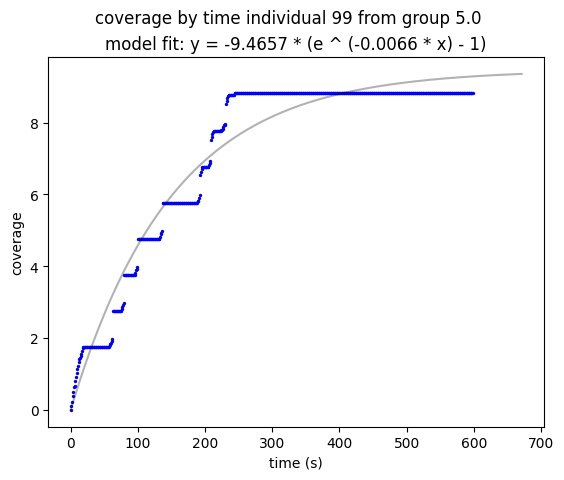 coverage by time individual 99 from group 5.0
model fit: y = -9.4657 * (e ^ (-0.0066 * x) - 1)
coverage
8
6
4
2
0
0 100 200 300 400 500 600 700
time (s)